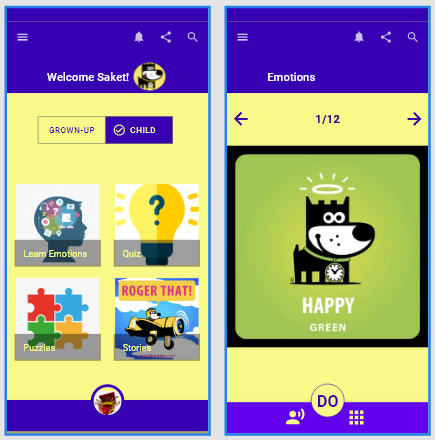 Welcome Saket!
GROWN-UP
CHILD
Learn Emotions
Quiz
Puzzles
ROGER THAT!
Stories
Emotions
1/12
HAPPY
GREEN
DO